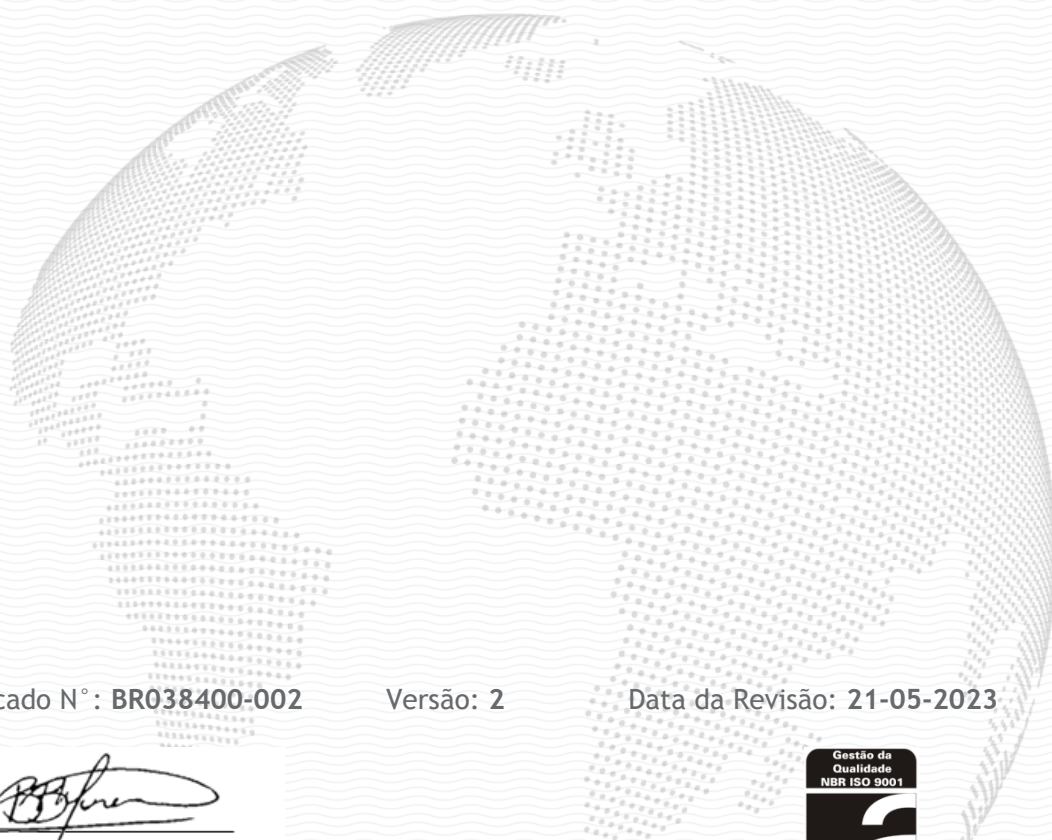 cado N°: BR038400-002 Versão: 2 Data da Revisão: 21-05-2023
Gestão da
Qualidade
NBR ISO 9001